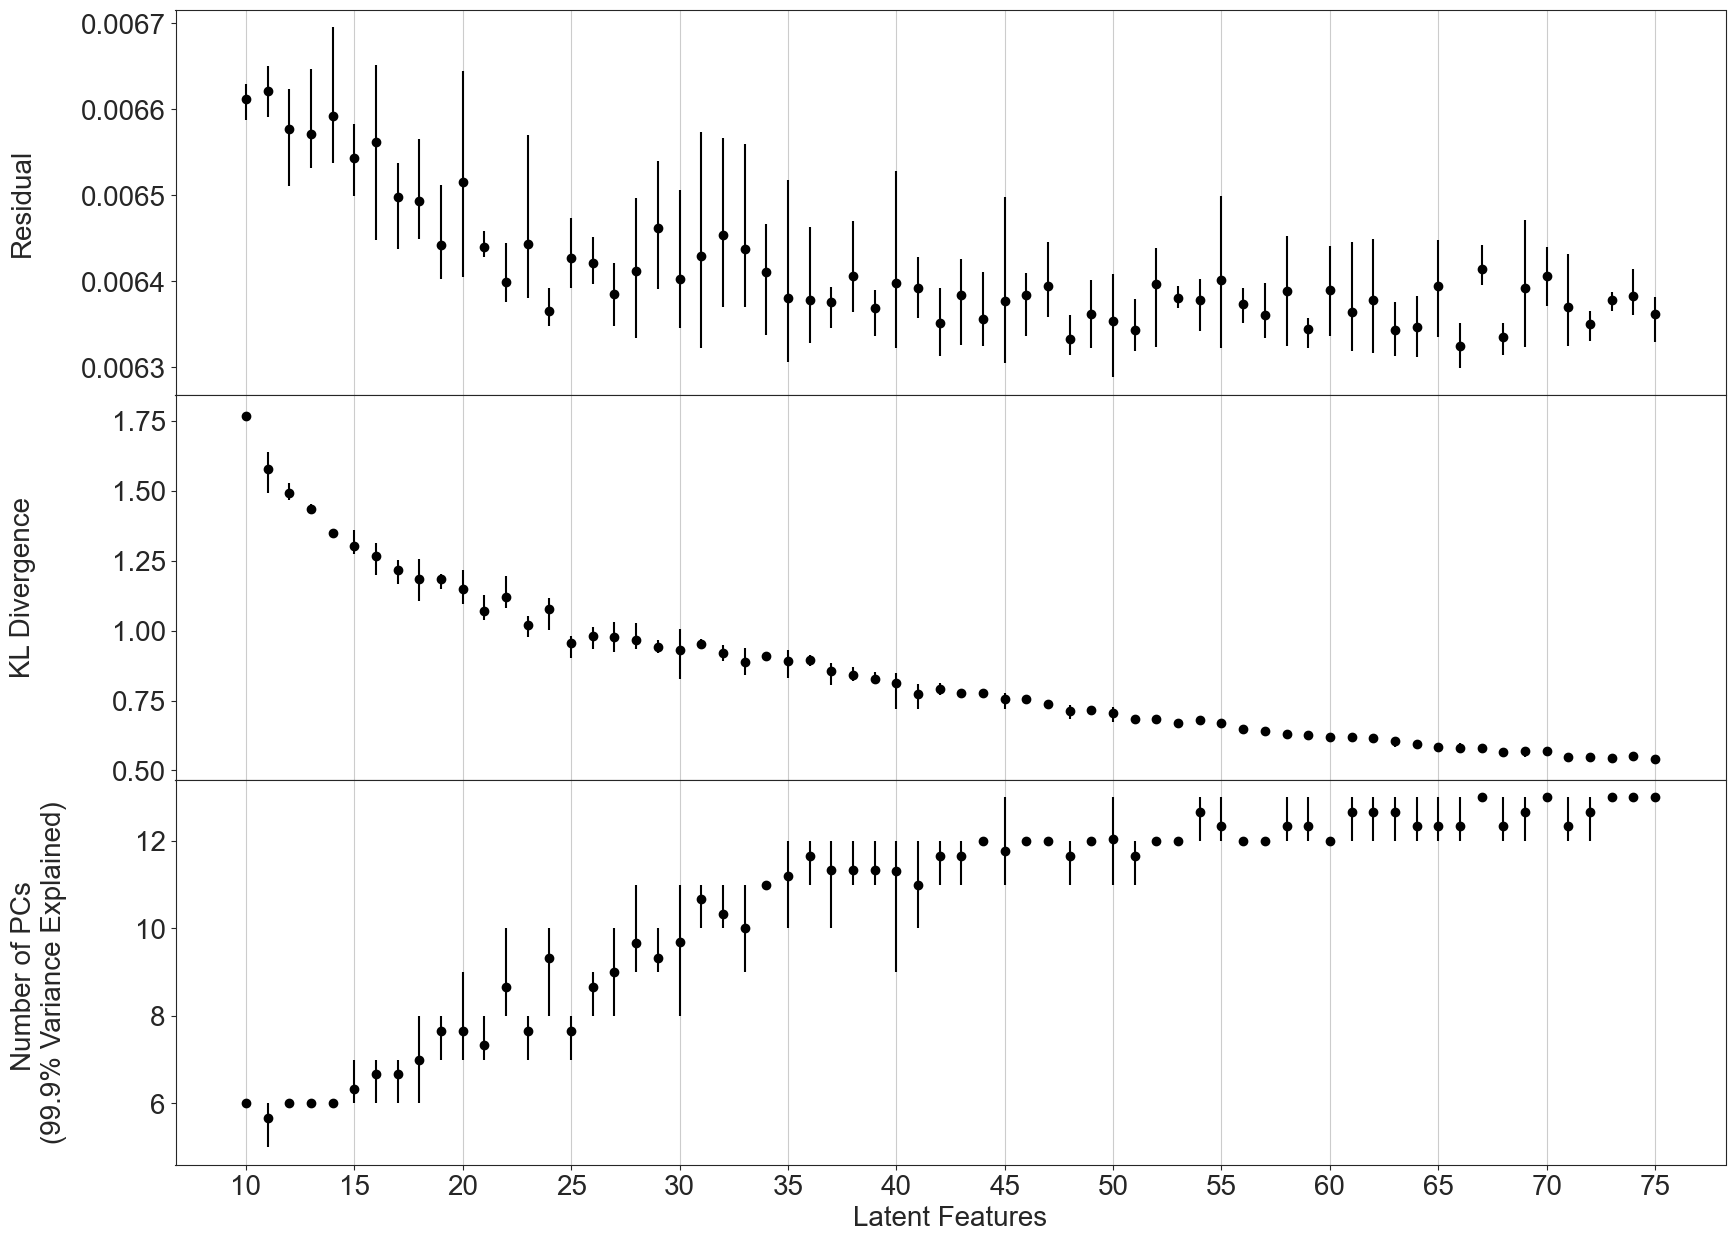 0.0067
0.0066
0.0065
0.0064
0.0063
Residual
1.75
1.50
1.25
1.00
0.75
0.50
KL Divergence
12
10
8
6
Number of PCs
(99.9% Variance Explained)
10 15 20 25 30 35 40 45 50 55 60 65 70 75
Latent Features